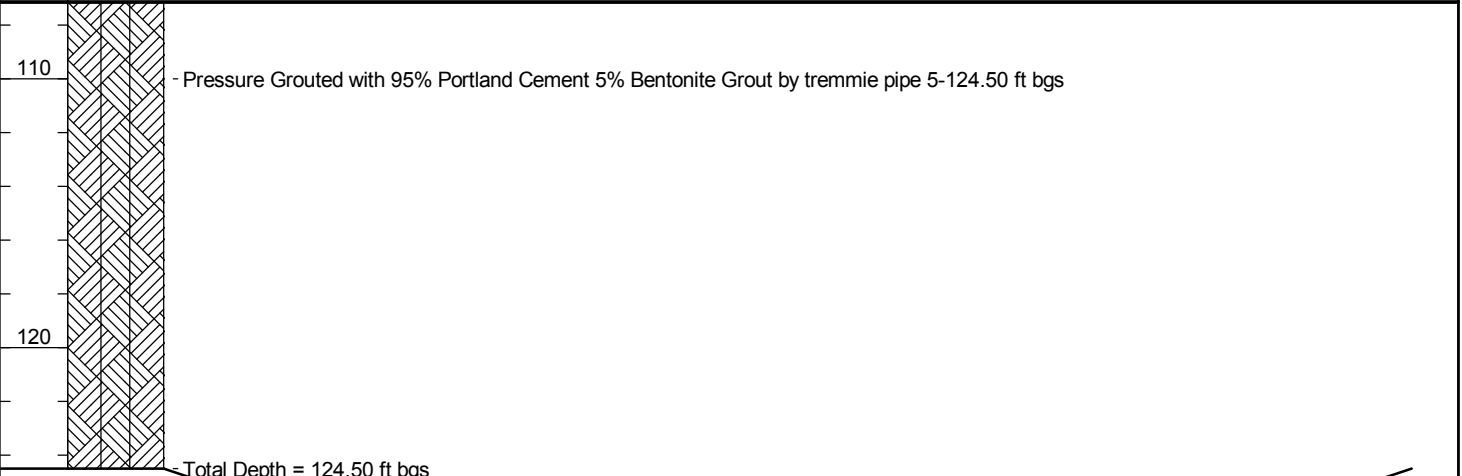 110
Pressure Grouted with 95% Portland Cement 5% Bentonite Grout by tremmie pipe 5-124.50 ft bgs
120
Total Depth = 124.50 ft bgs